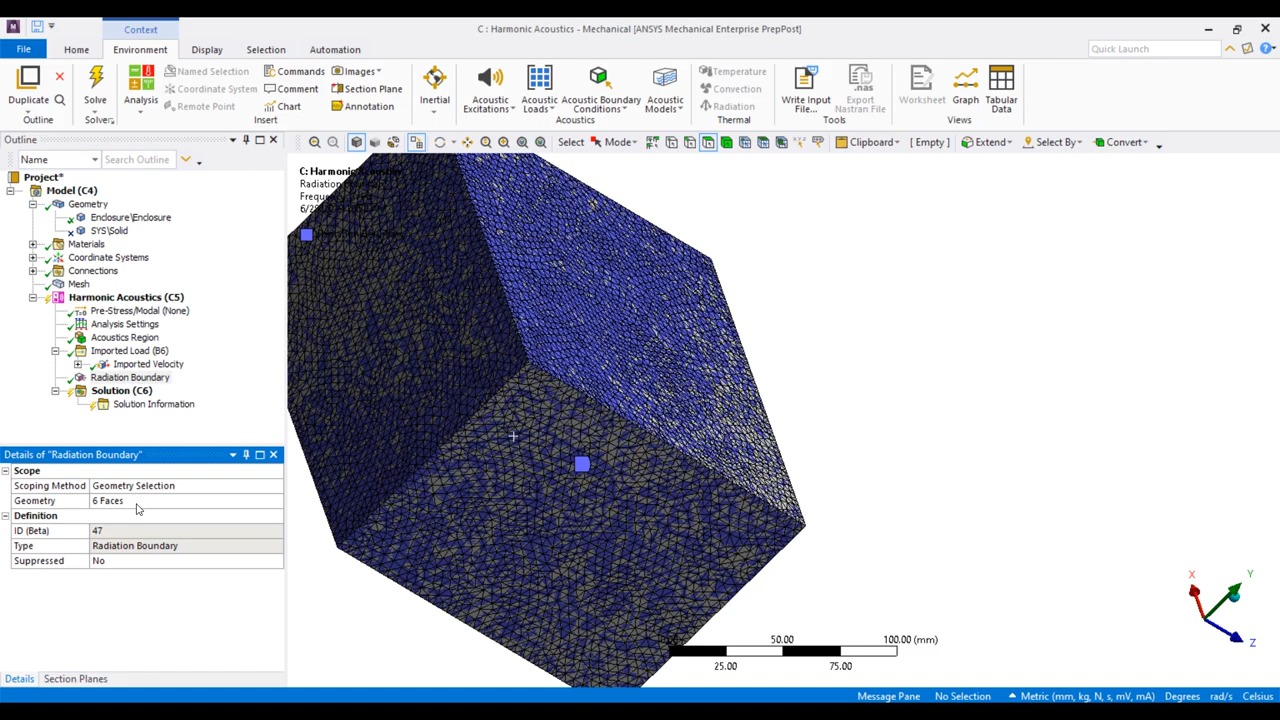 Context
C : Harmonic Acoustics - Mechanical [ANSYS Mechanical Enterprise PrepPost]
File Home Environment Display Selection Automation
Quick Launch
Duplicate
Outline
Solve
Solver
Analysis
Named Selection
Coordinate System
Remote Point
Commands
Comment
Chart
Images
Section Plane
Annotation
Insert
Inertial
Acoustic Excitations
Acoustic Loads
Acoustic Boundary Conditions
Acoustic Models
Acoustics
Temperature
Convection
Radiation
Thermal
Write Input File...
Export Nastran File
Tools
Worksheet
Graph
Tabular Data
Views
Outline
Select Mode Clipboard [ Empty ] Extend Select By Convert
Name Search Outline
Project*
Model (C4)
Geometry
Enclosure\Enclosure
SYS\Solid
Materials
Coordinate Systems
Connections
Mesh
Harmonic Acoustics (C5)
Pre-Stress/Modal (None)
Analysis Settings
Acoustics Region
Imported Load (B6)
Imported Velocity
Radiation Boundary
Solution (C6)
Solution Information
C: Harmonic Acoustics
Details of "Radiation Boundary"
Scope
Scoping Method Geometry Selection
Geometry 6 Faces
Definition
ID (Beta) 47
Type Radiation Boundary
Suppressed No
X
Y
Z
50.00 100.00 (mm)
25.00 75.00
Details Section Planes
Message Pane No Selection Metric (mm, kg, N, s, mV, mA) Degrees rad/s Celsius